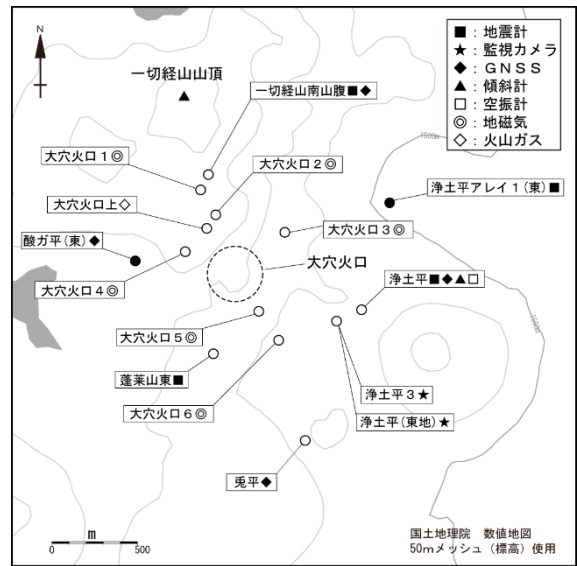 ■：地震計
★：監視カメラ
◆：ＧＮＳＳ
▲：傾斜計
□：空振計
◎：地磁気
◇：火山ガス
一切経山山頂
一切経山南山腹■◆
1500m
大穴火口１◎
大穴火口２◎
浄土平アレイ１(東)■
大穴火口上◇
大穴火口３◎
酸ガ平(東)◆
大穴火口
浄土平■◆▲□
大穴火口４◎
1500m
大穴火口５◎
蓬莱山東■
浄土平３★
大穴火口６◎
浄土平(東地)★
兎平◆
m
0 500
国土地理院　数値地図
50ｍメッシュ（標高）使用